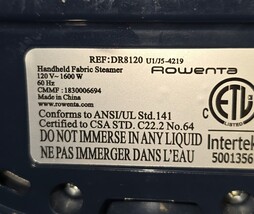 REF:DR8120 U1/J5-4219
Handheld Fabric Steamer
Rowenta
120 V~ 1600 W
60 Hz
CMMF : 1830006694
Made in China
www.rowenta.com
Conforms to ANSI/UL Std.141
Certified to CSA STD. C22.2 No.64
DO NOT IMMERSE IN ANY LIQUID
NE PAS IMMERGER DANS L'EAU
C
ETL
LISTED
Intertek
5001356